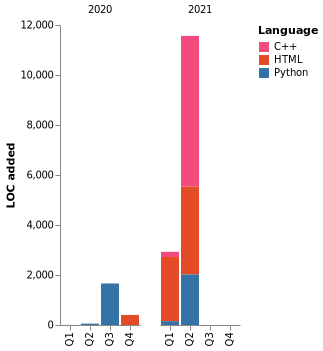 2020
2021
Language
C++
HTML
Python
LOC added
12,000
10,000
8,000
6,000
4,000
2,000
0
Q1
Q2
Q3
Q4
Q1
Q2
Q3
Q4